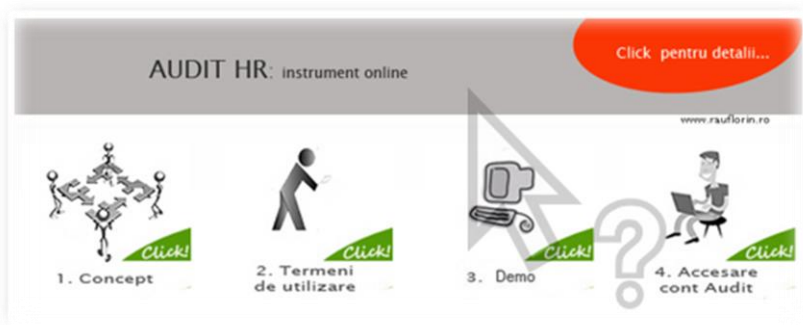 AUDIT HR: instrument online
Click pentru detalii...
www.rauflorin.ro
Click!
Click!
Click!
Click!
1. Concept
2. Termeni
de utilizare
3. Demo
4. Accesare
cont Audit
?